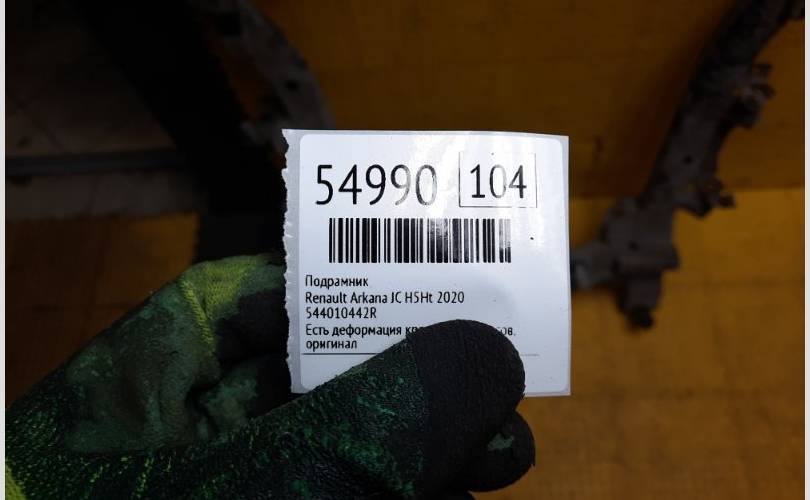 54990 104
Подрамник
Renault Arkana JC H5Ht 2020
544010442R
Есть деформация
оригинал